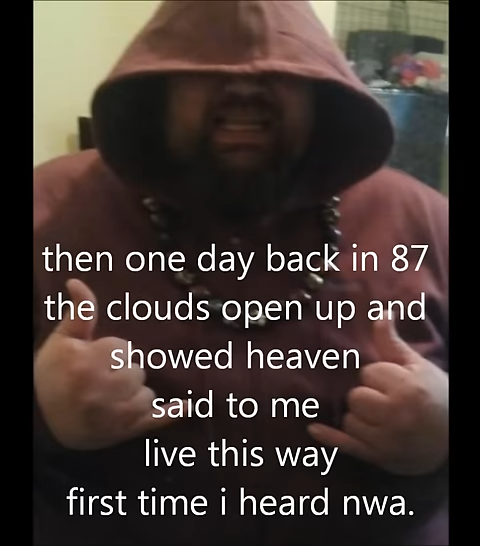 then one day back in 87
the clouds open up and
showed heaven
said to me
live this way
first time i heard nwa.